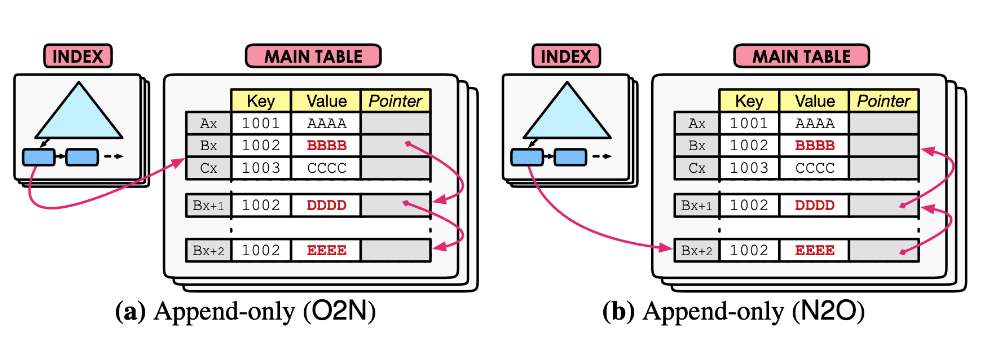 INDEX
MAIN TABLE
Key Value Pointer
Ax 1001 AAAA
Bx 1002 BBBB
Cx 1003 CCCC
Bx+1 1002 DDDD
Bx+2 1002 EEEE
(a) Append-only (O2N)
INDEX
MAIN TABLE
Key Value Pointer
Ax 1001 AAAA
Bx 1002 BBBB
Cx 1003 CCCC
Bx+1 1002 DDDD
Bx+2 1002 EEEE
(b) Append-only (N2O)